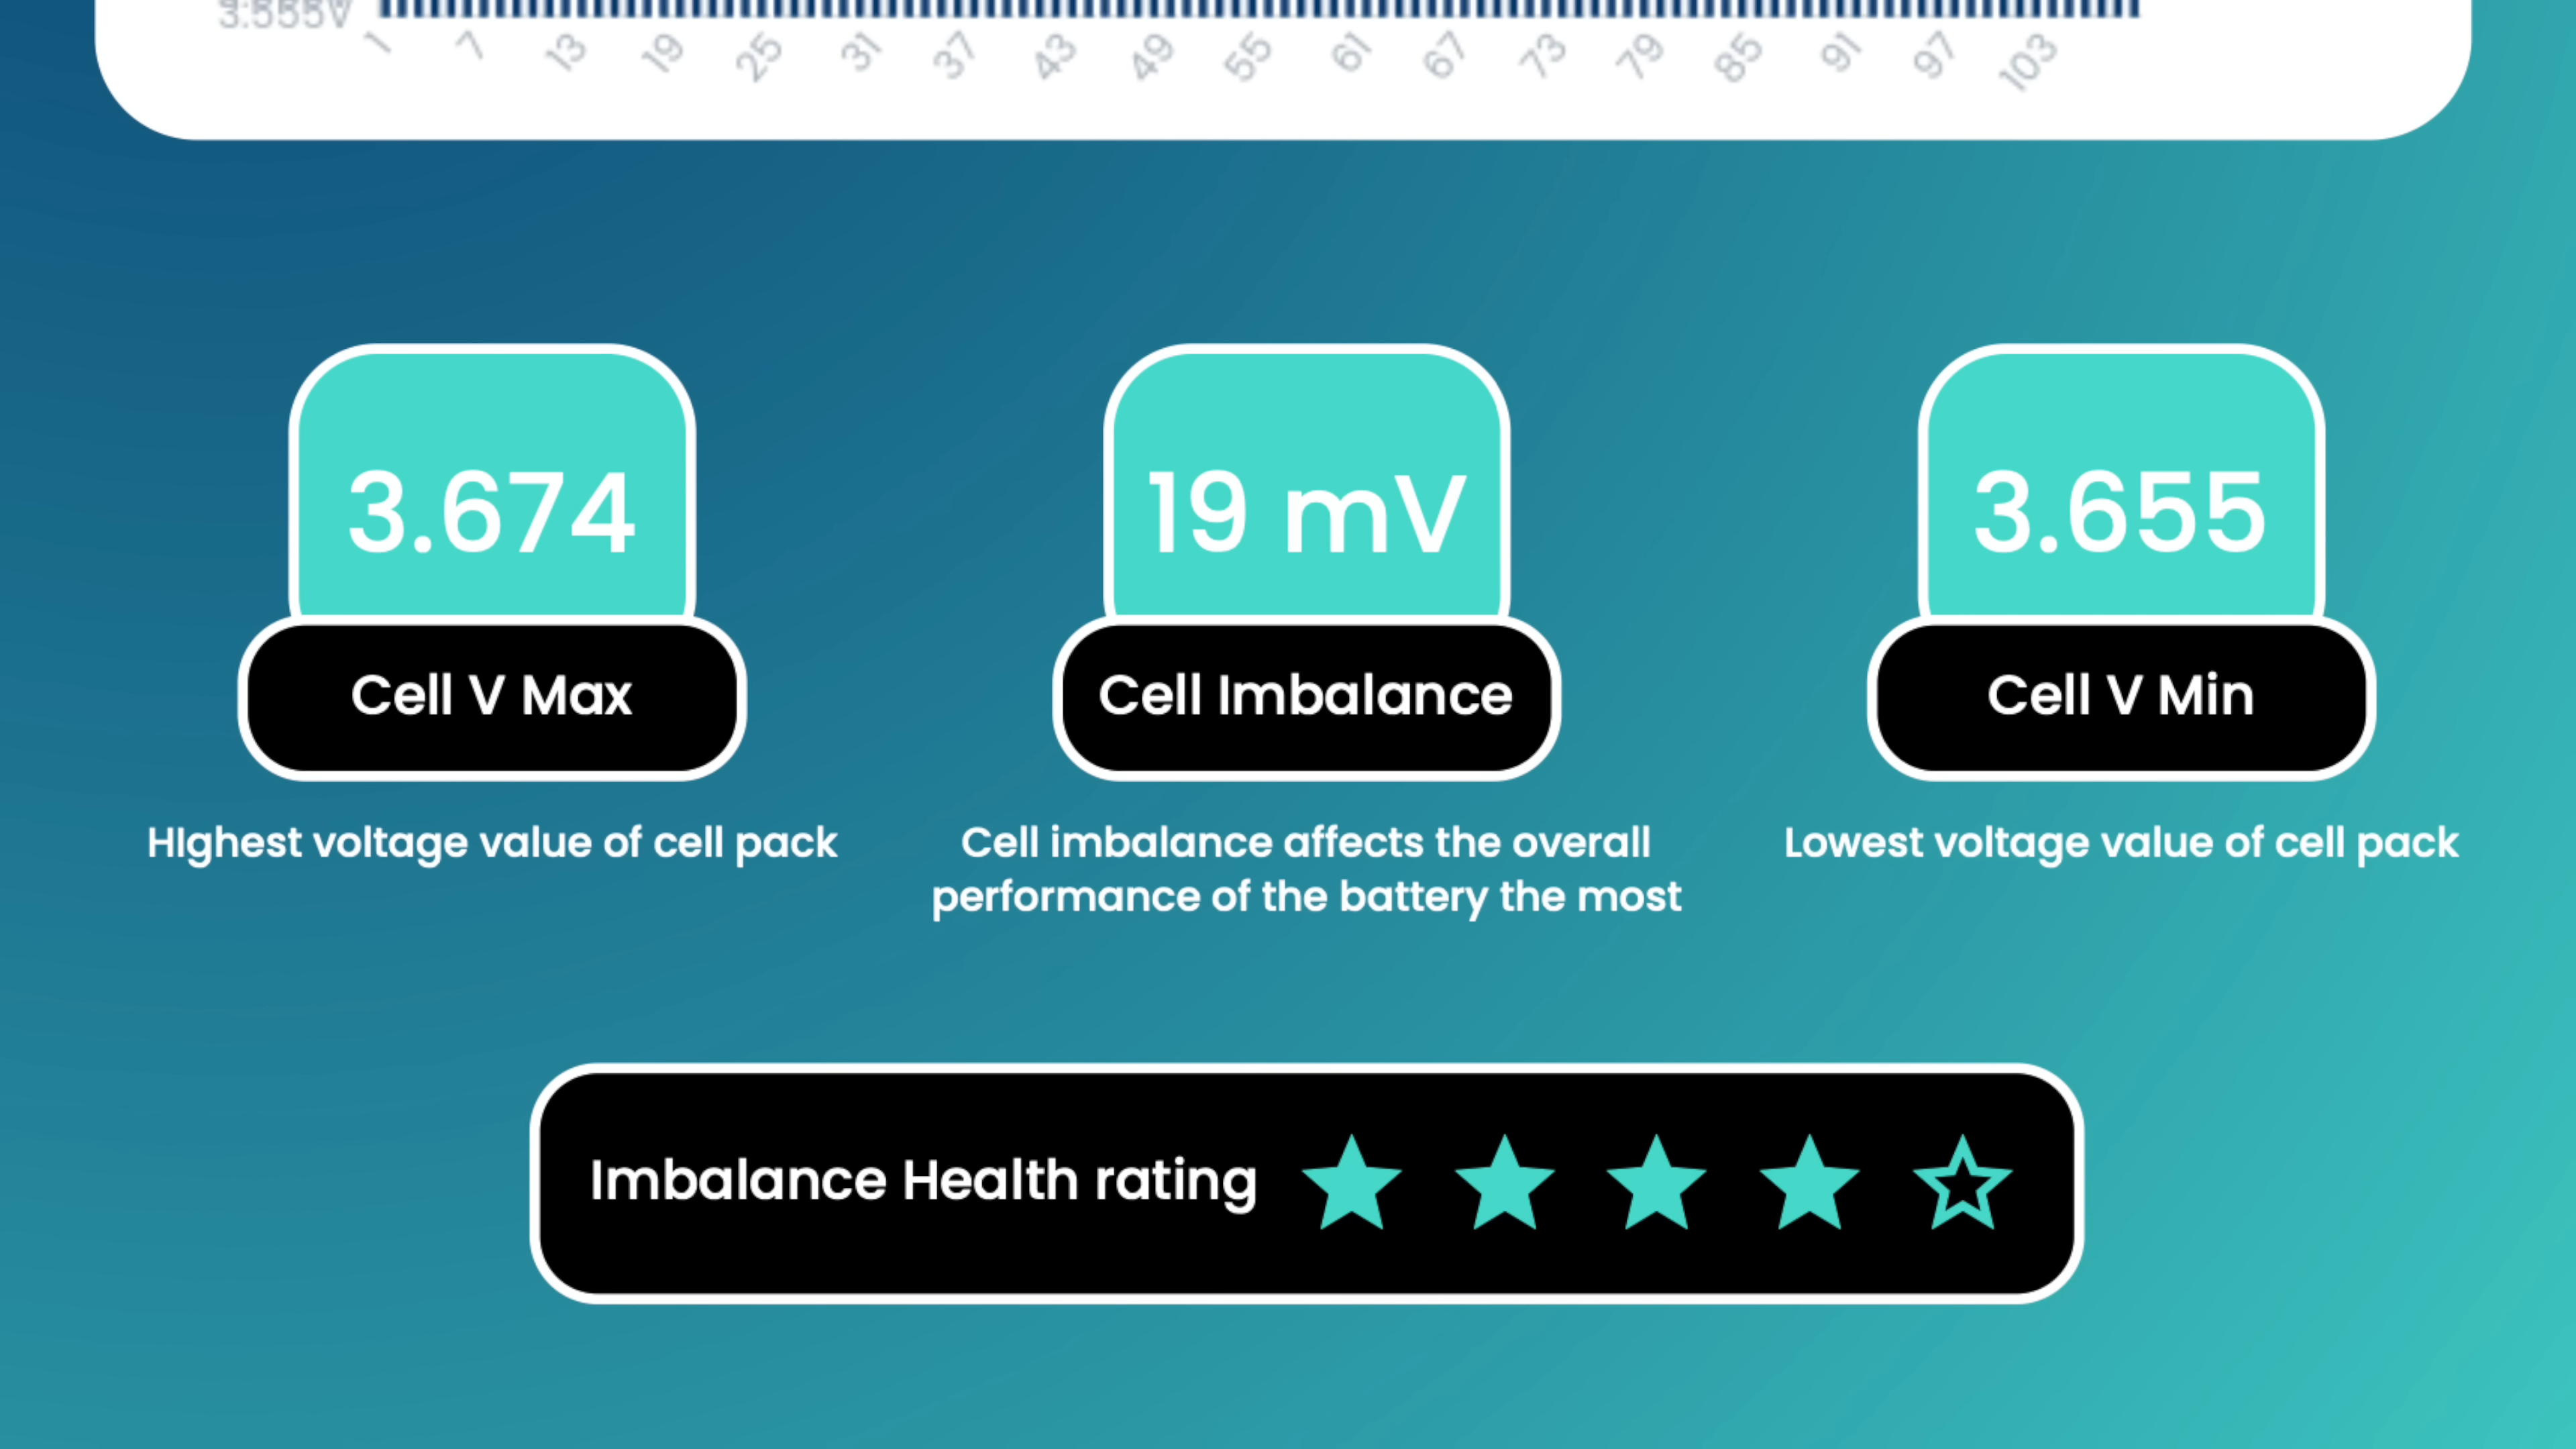 3.555V
1 7 13 19 25 31 37 43 49 55 61 67 73 79 85 91 97 103
3.674 19 mV 3.655
Cell V Max Cell Imbalance Cell V Min
HIghest voltage value of cell pack Cell imbalance affects the overall Lowest voltage value of cell pack
performance of the battery the most
Imbalance Health rating